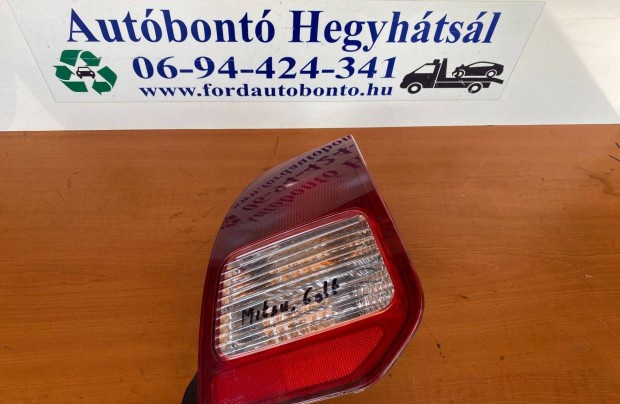 Autóbontó Hegyhátsál
06-94-424-341
www.fordautobonto.hu
Mitsu. Colt